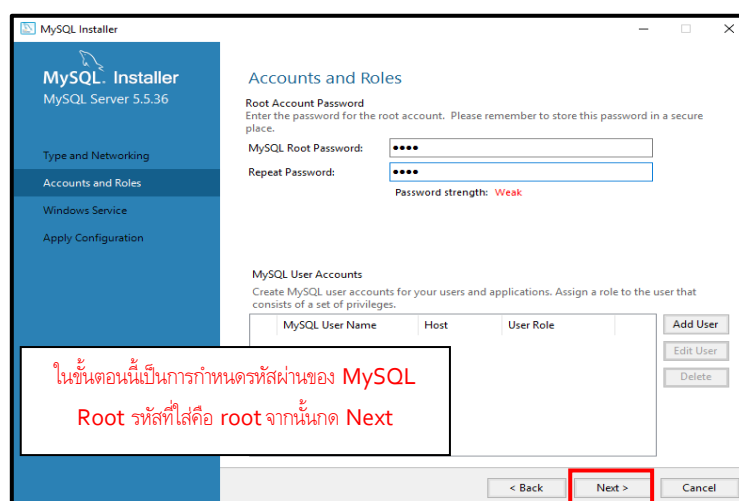 MySQL Installer
MySQL. Installer
MySQL Server 5.5.36
Type and Networking
Accounts and Roles
Windows Service
Apply Configuration
Accounts and Roles
Root Account Password
Enter the password for the root account. Please remember to store this password in a secure
place.
MySQL Root Password: ••••
Repeat Password: ••••
Password strength: Weak
MySQL User Accounts
Create MySQL user accounts for your users and applications. Assign a role to the user that
consists of a set of privileges.
MySQL User Name Host User Role
Add User
Edit User
Delete
ในขั้นตอนนี้เป็นการกำหนดรหัสผ่านของ MySQL
Root รหัสที่ใส่คือ root จากนั้นกด Next
< Back Next > Cancel